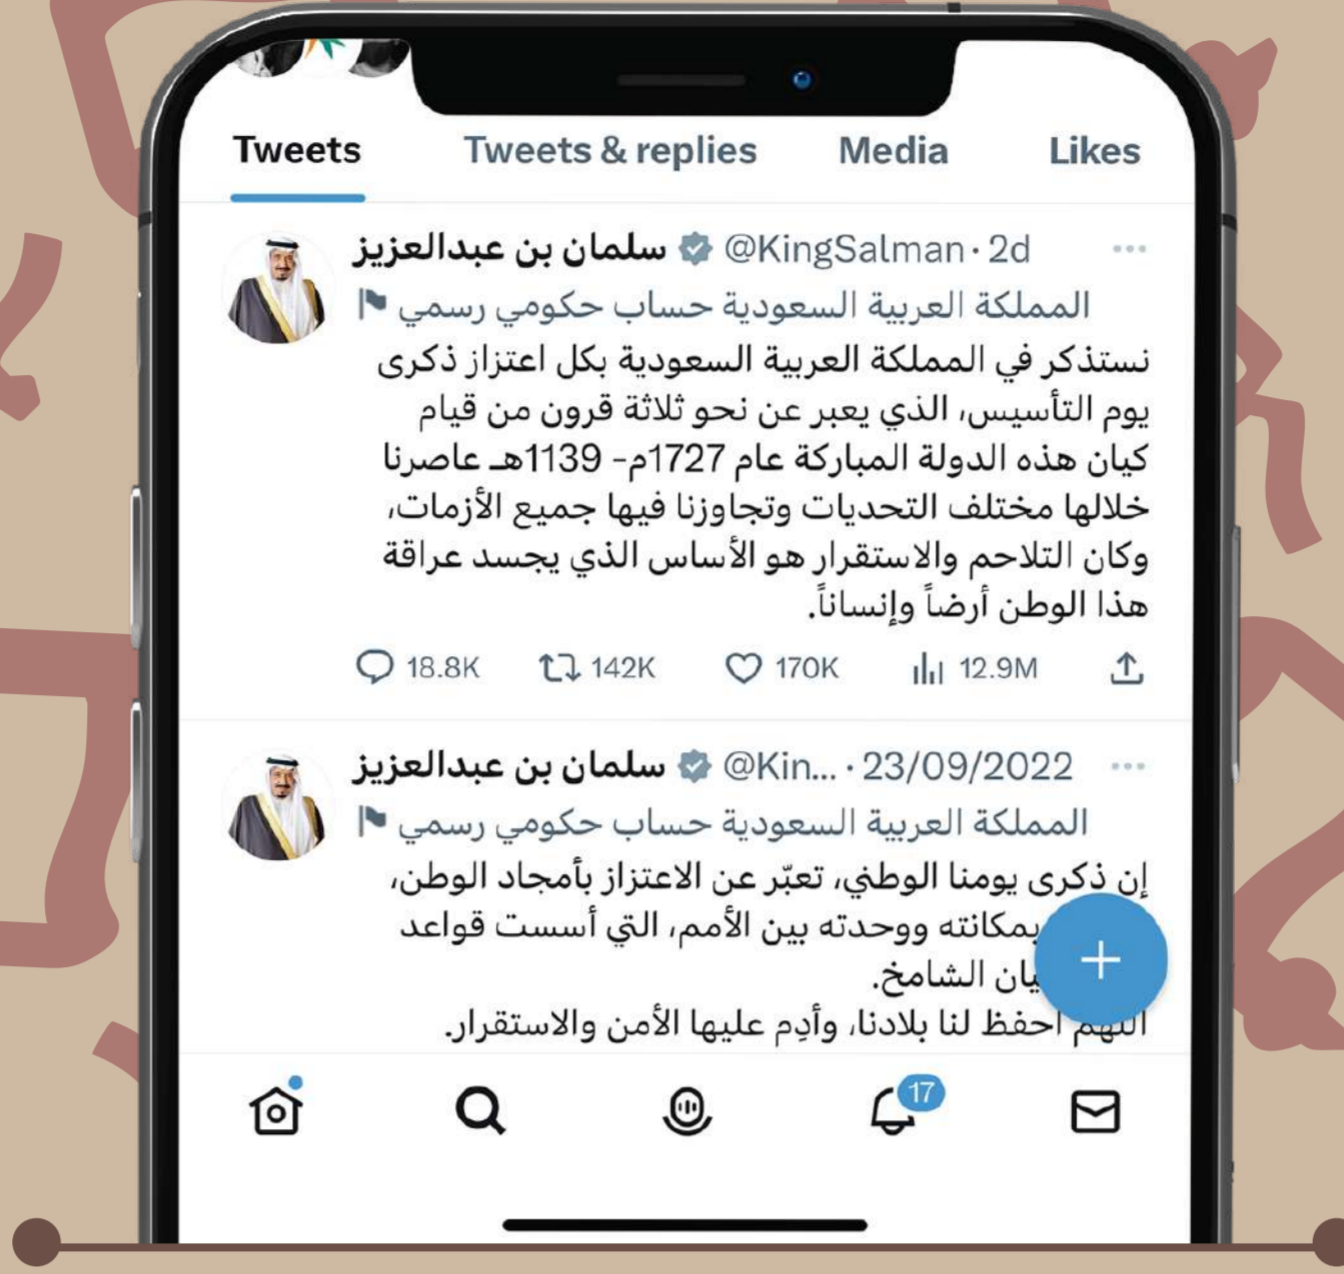 Tweets
Tweets & replies
Media
Likes
سلمان بن عبدالعزيز @KingSalman · 2d
المملكة العربية السعودية حساب حكومي رسمي
نستذكر في المملكة العربية السعودية بكل اعتزاز ذكرى
يوم التأسيس، الذي يعبر عن نحو ثلاثة قرون من قيام
كيان هذه الدولة المباركة عام 1727م- 1139هـ عاصرنا
خلالها مختلف التحديات وتجاوزنا فيها جميع الأزمات،
وكان التلاحم والاستقرار هو الأساس الذي يجسد عراقة
هذا الوطن أرضاً وإنساناً.
18.8K
142K
170K
12.9M
سلمان بن عبدالعزيز @Kin... · 23/09/2022
المملكة العربية السعودية حساب حكومي رسمي
إن ذكرى يومنا الوطني، تعبّر عن الاعتزاز بأمجاد الوطن،
بمكانته ووحدته بين الأمم، التي أسست قواعد
الشامخ.
اللهم احفظ لنا بلادنا، وأدِم عليها الأمن والاستقرار.
17